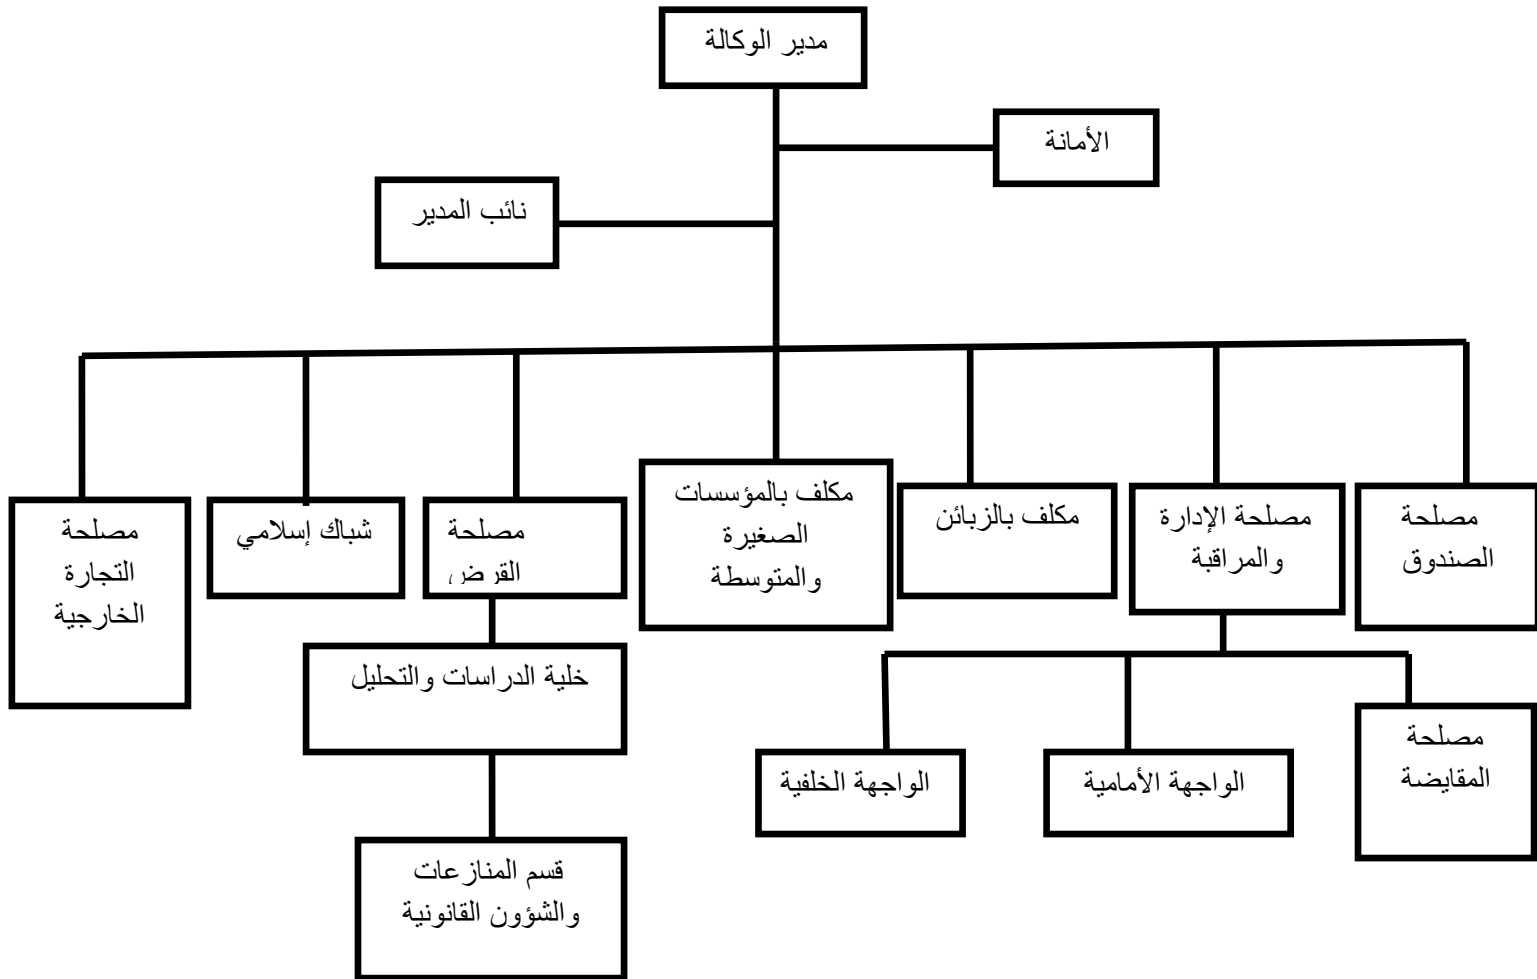 مدير الوكالة
الأمانة
نائب المدير
مصلحة
الصندوق
مصلحة الإدارة
والمراقبة
مكلف بالزبائن
مكلف بالمؤسسات
الصغيرة
والمتوسطة
مصلحة
القرض
شباك إسلامي
مصلحة
التجارة
الخارجية
مصلحة
المقايضة
الواجهة الأمامية
الواجهة الخلفية
خلية الدراسات والتحليل
قسم المنازعات
والشؤون القانونية